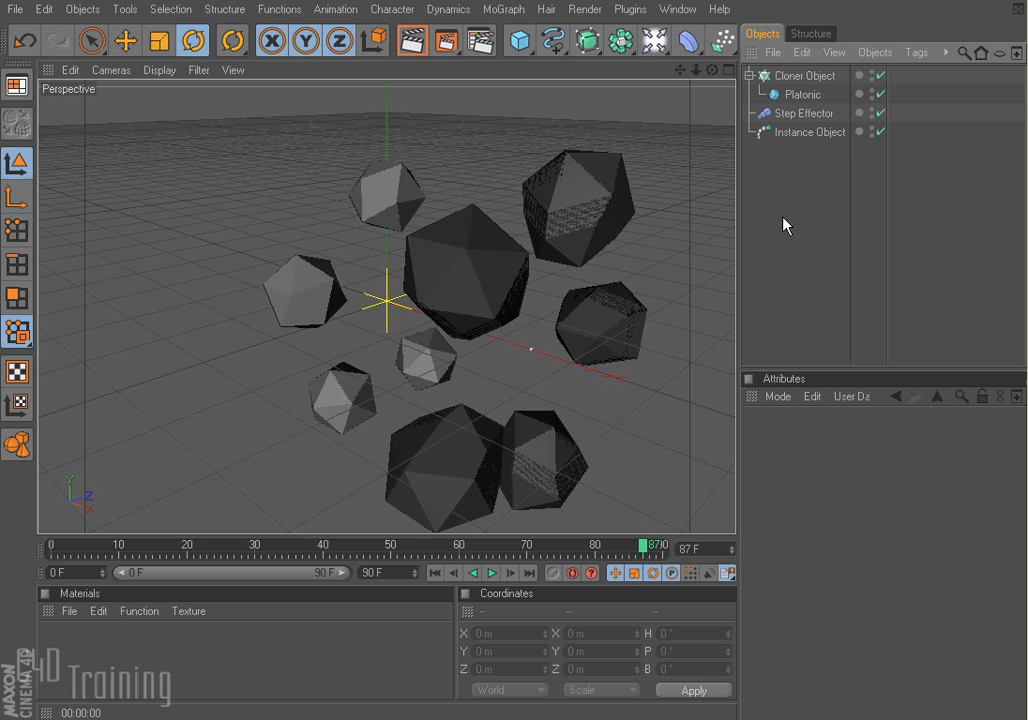 File Edit Objects Tools Selection Structure Functions Animation Character Dynamics MoGraph Hair Render Plugins Window Help
X Y Z
Objects Structure
File Edit View Objects Tags
Edit Cameras Display Filter View
Perspective
Cloner Object
Platonic
Step Effector
Instance Object
Attributes
Mode Edit User Da
Y
Z
X
0 10 20 30 40 50 60 70 80 87 0
87 F
0 F 0 F 90 F 90 F
Materials
File Edit Function Texture
Coordinates
-- -- --
X 0 m X 0 m H 0 °
Y 0 m Y 0 m P 0 °
Z 0 m Z 0 m B 0 °
World Scale Apply
C4D
Training
MAXON
CINEMA 4D
00:00:00